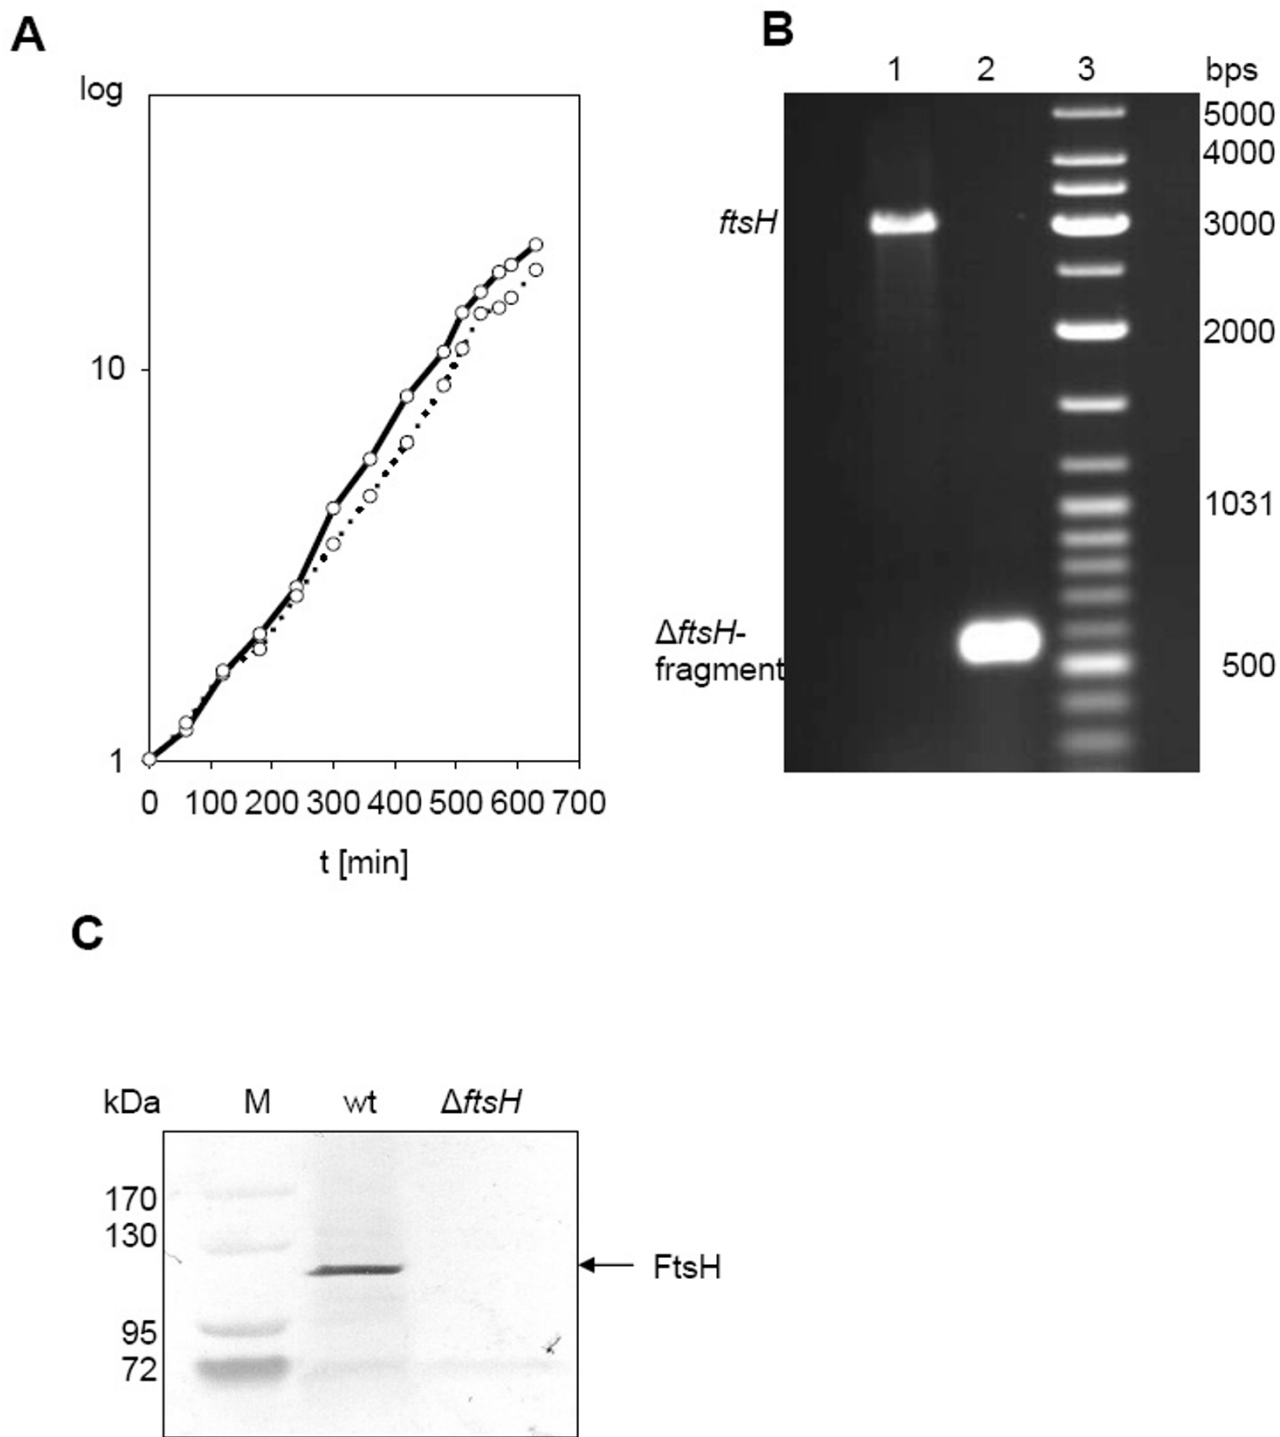 A
log
10
1
0 100 200 300 400 500 600 700
t [min]
B
1 2 3 bps
5000
4000
ftsH 3000
2000
1031
ΔftsH-
fragment
500
C
kDa M wt ΔftsH
170
130
FtsH
95
72